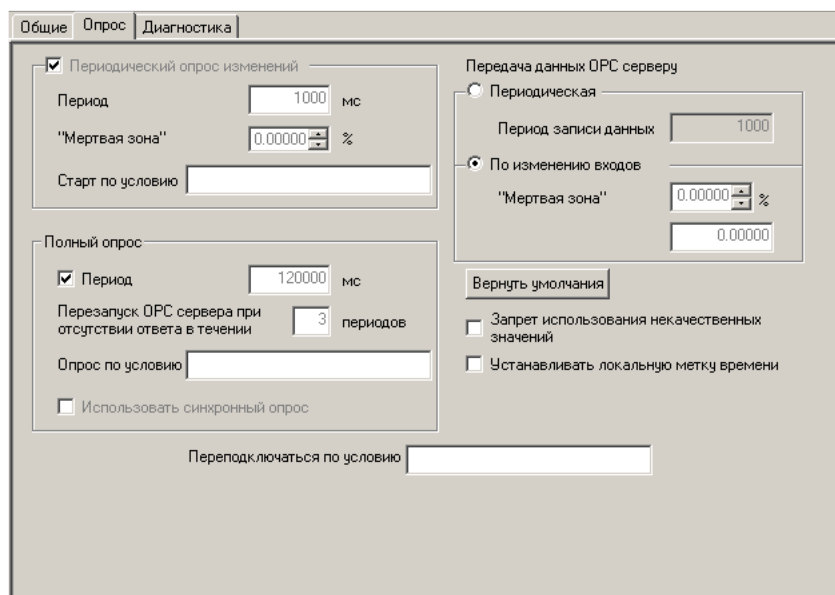 Общие Опрос Диагностика
Периодический опрос изменений
Период 1000 мс
"Мертвая зона" 0.00000 %
Старт по условию
Полный опрос
Период 120000 мс
Перезапуск OPC сервера при
отсутствии ответа в течении 3 периодов
Опрос по условию
Использовать синхронный опрос
Передача данных OPC серверу
Периодическая
Период записи данных 1000
По изменению входов
"Мертвая зона" 0.00000 %
0.00000
Вернуть умолчания
Запрет использования некачественных
значений
Устанавливать локальную метку времени
Переподключаться по условию